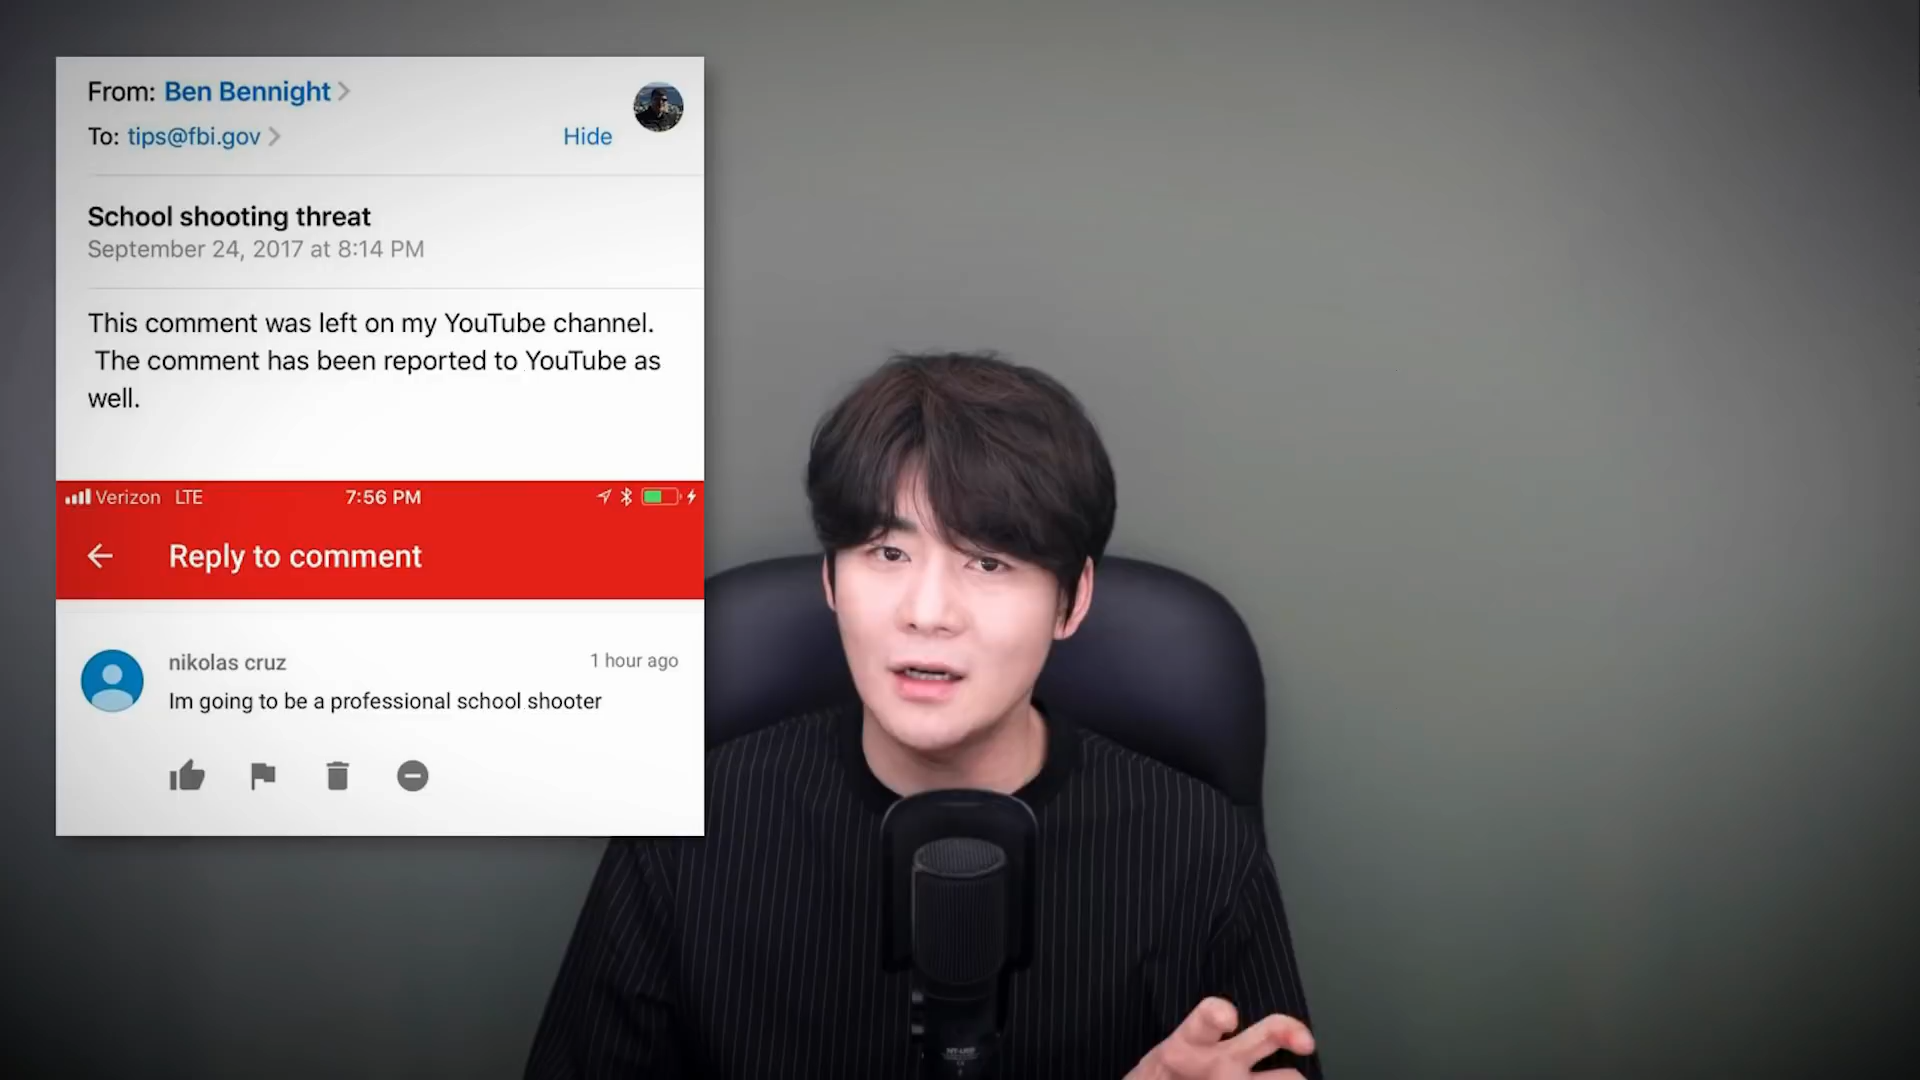 From: Ben Bennight
To: tips@fbi.gov
Hide
School shooting threat
September 24, 2017 at 8:14 PM
This comment was left on my YouTube channel.
The comment has been reported to YouTube as
well.
Verizon LTE 7:56 PM
Reply to comment
nikolas cruz 1 hour ago
Im going to be a professional school shooter